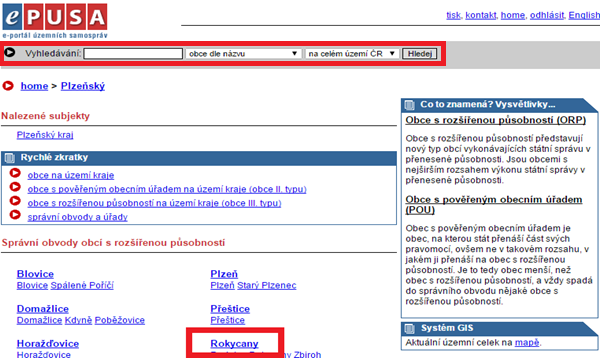 ePUSA
e-portál územních samospráv
tisk, kontakt, home, odhlásit, English
Vyhledávání: obce dle názvu na celém území ČR Hledej
home > Plzeňský
Nalezené subjekty
Plzeňský kraj
Rychlé zkratky
obce na území kraje
obce s pověřeným obecním úřadem na území kraje (obce II. typu)
obce s rozšířenou působností na území kraje (obce III. typu)
správní obvody a úřady
Správní obvody obcí s rozšířenou působností
Blovice
Blovice Spálené Poříčí
Plzeň
Plzeň Starý Plzenec
Domažlice
Domažlice Kdyně Poběžovice
Přeštice
Přeštice
Horažďovice
Horažďovice
Rokycany
Zbiroh
Co to znamená? Vysvětlivky...
Obce s rozšířenou působností (ORP)
Obce s rozšířenou působností představují
nový typ obcí vykonávajících státní správu v
přenesené působnosti. Jsou obcemi s
nejširším rozsahem výkonu státní správy v
přenesené působnosti.
Obce s pověřeným obecním úřadem
(POU)
Obec s pověřeným obecním úřadem je
obec, na kterou stát přenáší část svých
pravomocí, ovšem ne v takovém rozsahu, v
jakém ji přenáší na obec s rozšířenou
působností. Je to tedy obec menší, než
obec s rozšířenou působností, a vždy spadá
do správního obvodu nějaké obce s
rozšířenou působností.
Systém GIS
Aktuální územní celek na mapě.